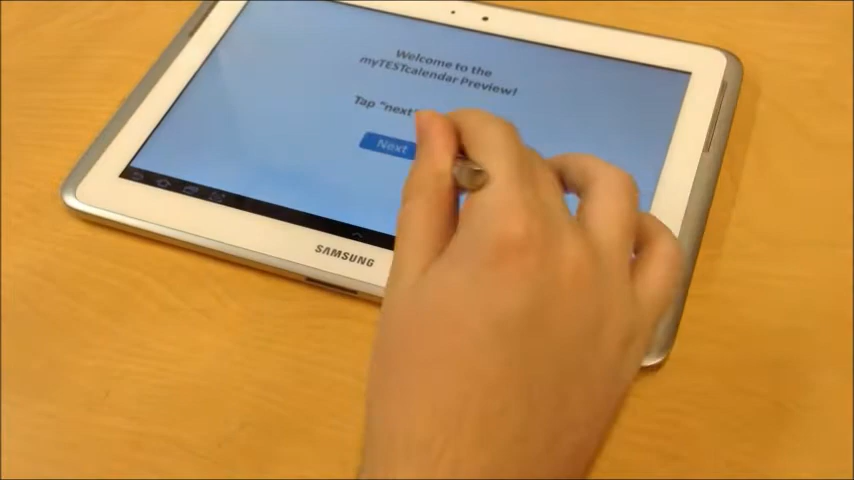 Welcome to the
myTESTcalendar Preview!
Tap "next"
Next
SAMSUNG